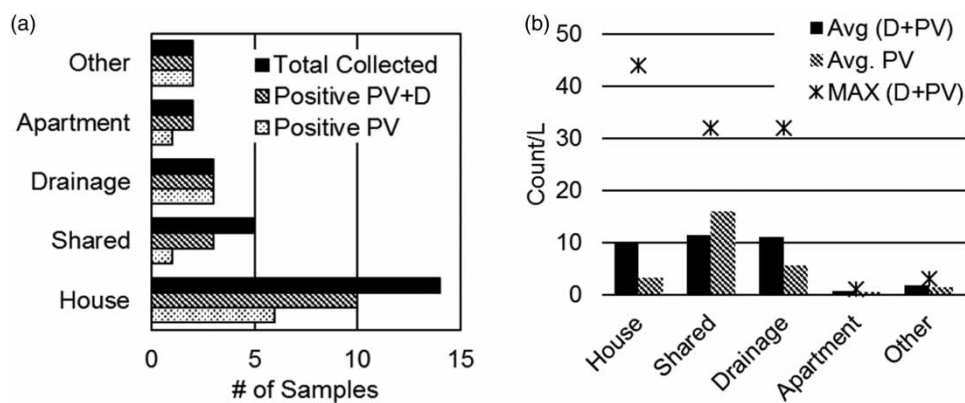 (a)
Other
Apartment
Drainage
Shared
House
Total Collected
Positive PV+D
Positive PV
0 5 10 15
# of Samples
(b)
50
40
30
20
10
0
Count/L
Avg (D+PV)
Avg. PV
MAX (D+PV)
House Shared Drainage Apartment Other